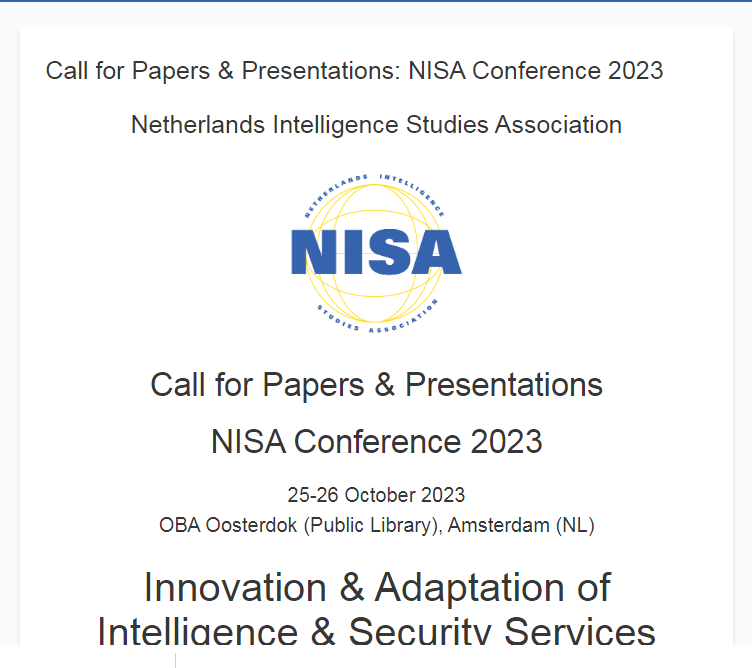 Call for Papers & Presentations: NISA Conference 2023
Netherlands Intelligence Studies Association
NETHERLANDS INTELLIGENCE
NISA
STUDIES ASSOCIATION
Call for Papers & Presentations
NISA Conference 2023
25-26 October 2023
OBA Oosterdok (Public Library), Amsterdam (NL)
Innovation & Adaptation of
Intelligence & Security Services